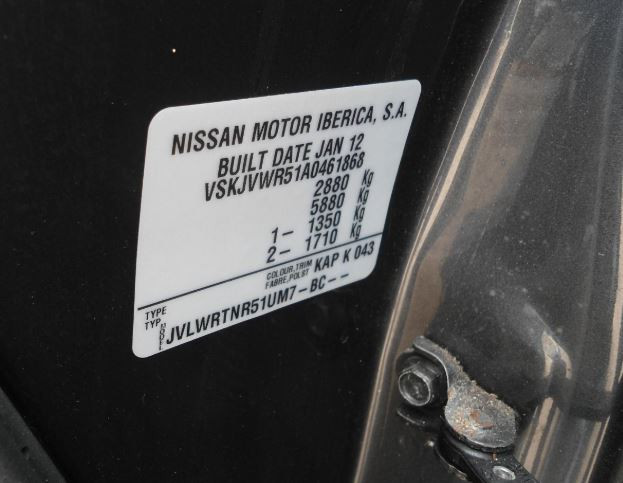 NISSAN MOTOR IBERICA, S.A.
BUILT DATE JAN 12
VSKJVWR51A0461868
2880 Kg
5880 Kg
1- 1350 Kg
2- 1710 Kg
COLOUR,TRIM KAP K 043
FABRE,POLST
TYPE
TYP
MODEL JVLWRTNR51UM7-BC--